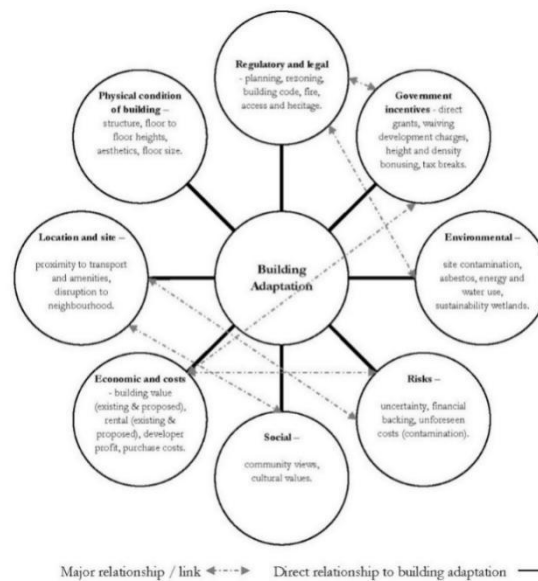 Regulatory and legal
- planning, rezoning,
building code, fire,
access and heritage.
Physical condition
of building –
structure, floor to
floor heights,
aesthetics, floor size.
Government
incentives - direct
grants, waiving
development charges,
height and density
bonusing, tax breaks.
Location and site –
proximity to transport
and amenities,
disruption to
neighbourhood.
Building
Adaptation
Environmental –
site contamination,
asbestos, energy and
water use,
sustainability wetlands.
Economic and costs
- building value
(existing & proposed),
rental (existing &
proposed), developer
profit, purchase costs.
Social –
community views,
cultural values.
Risks –
uncertainty, financial
backing, unforeseen
costs (contamination).
Major relationship / link
Direct relationship to building adaptation